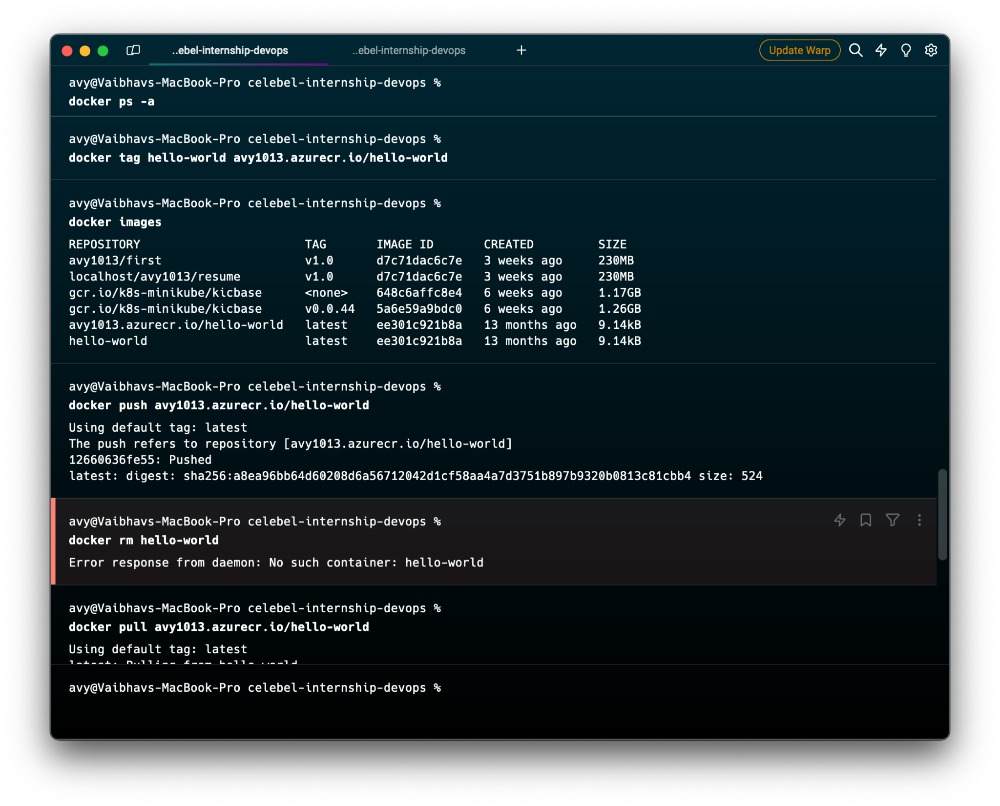 ..ebel-internship-devops ..ebel-internship-devops + Update Warp
avy@Vaibhavs-MacBook-Pro celebel-internship-devops %
docker ps -a
avy@Vaibhavs-MacBook-Pro celebel-internship-devops %
docker tag hello-world avy1013.azurecr.io/hello-world
avy@Vaibhavs-MacBook-Pro celebel-internship-devops %
docker images
REPOSITORY TAG IMAGE ID CREATED SIZE
avy1013/first v1.0 d7c71dac6c7e 3 weeks ago 230MB
localhost/avy1013/resume v1.0 d7c71dac6c7e 3 weeks ago 230MB
gcr.io/k8s-minikube/kicbase <none> 648c6affc8e4 6 weeks ago 1.17GB
gcr.io/k8s-minikube/kicbase v0.0.44 5a6e59a9bdc0 6 weeks ago 1.26GB
avy1013.azurecr.io/hello-world latest ee301c921b8a 13 months ago 9.14kB
hello-world latest ee301c921b8a 13 months ago 9.14kB
avy@Vaibhavs-MacBook-Pro celebel-internship-devops %
docker push avy1013.azurecr.io/hello-world
Using default tag: latest
The push refers to repository [avy1013.azurecr.io/hello-world]
12660636fe55: Pushed
latest: digest: sha256:a8ea96bb64d60208d6a56712042d1cf58aa4a7d3751b897b9320b0813c81cbb4 size: 524
avy@Vaibhavs-MacBook-Pro celebel-internship-devops %
docker rm hello-world
Error response from daemon: No such container: hello-world
avy@Vaibhavs-MacBook-Pro celebel-internship-devops %
docker pull avy1013.azurecr.io/hello-world
Using default tag: latest
latest: Pulling from hello-world
avy@Vaibhavs-MacBook-Pro celebel-internship-devops %